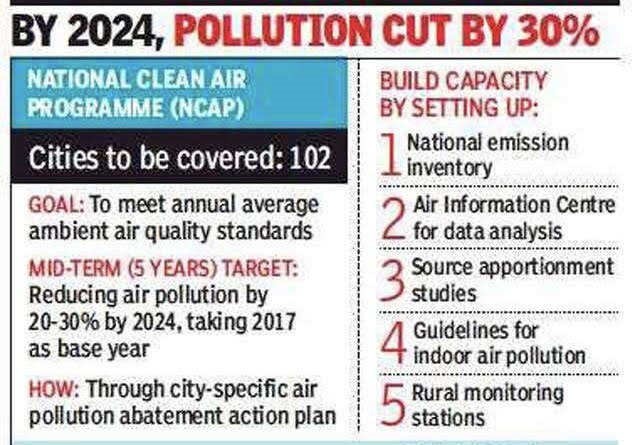 BY 2024, POLLUTION CUT BY 30%
NATIONAL CLEAN AIR
PROGRAMME (NCAP)
Cities to be covered: 102
GOAL: To meet annual average
ambient air quality standards
MID-TERM (5 YEARS) TARGET:
Reducing air pollution by
20-30% by 2024, taking 2017
as base year
HOW: Through city-specific air
pollution abatement action plan
BUILD CAPACITY
BY SETTING UP:
1 National emission
inventory
2 Air Information Centre
for data analysis
3 Source apportionment
studies
4 Guidelines for
indoor air pollution
5 Rural monitoring
stations